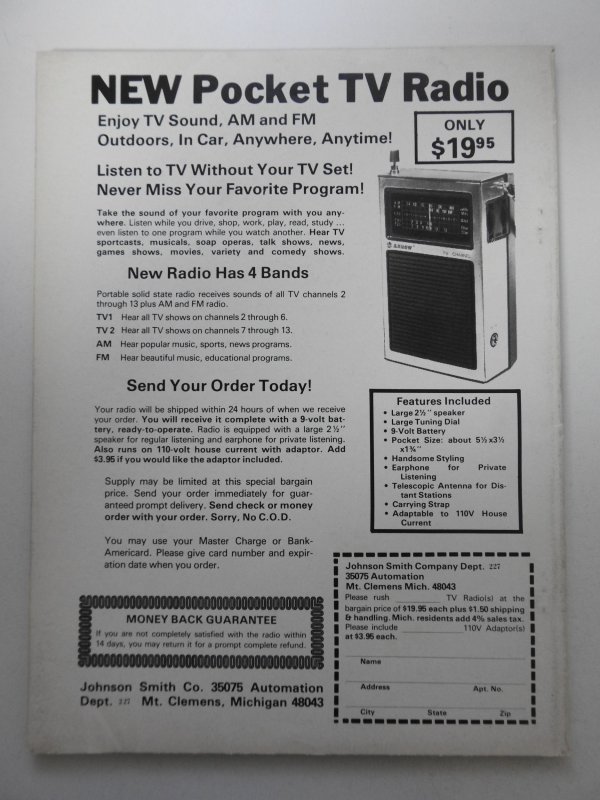 NEW Pocket TV Radio
Enjoy TV Sound, AM and FM
Outdoors, In Car, Anywhere, Anytime!
ONLY
$19.95
Listen to TV Without Your TV Set!
Never Miss Your Favorite Program!
Take the sound of your favorite program with you any-
where. Listen while you drive, shop, work, play, read, study ...
even listen to one program while you watch another. Hear TV
sportcasts, musicals, soap operas, talk shows, news,
games shows, movies, variety and comedy shows.
New Radio Has 4 Bands
Portable solid state radio receives sounds of all TV channels 2
through 13 plus AM and FM radio.
TV1 Hear all TV shows on channels 2 through 6.
TV2 Hear all TV shows on channels 7 through 13.
AM Hear popular music, sports, news programs.
FM Hear beautiful music, educational programs.
TV CHANNEL
Send Your Order Today!
Your radio will be shipped within 24 hours of when we receive
your order. You will receive it complete with a 9-volt bat-
tery, ready-to-operate. Radio is equipped with a large 2½"
speaker for regular listening and earphone for private listening.
Also runs on 110-volt house current with adaptor. Add
$3.95 if you would like the adaptor included.
Supply may be limited at this special bargain
price. Send your order immediately for guar-
anteed prompt delivery. Send check or money
order with your order. Sorry, No C.O.D.
You may use your Master Charge or Bank-
Americard. Please give card number and expir-
ation date when you order.
Features Included
• Large 2½" speaker
• Large Tuning Dial
• 9-Volt Battery
• Pocket Size: about 5½x3½
x1¾"
• Handsome Styling
• Earphone for Private
Listening
• Telescopic Antenna for Dis-
tant Stations
• Carrying Strap
• Adaptable to 110V House
Current
MONEY BACK GUARANTEE
If you are not completely satisfied with the radio within
14 days, you may return it for a prompt complete refund.
Johnson Smith Co. 35075 Automation
Dept. 227 Mt. Clemens, Michigan 48043
Johnson Smith Company Dept. 227
35075 Automation
Mt. Clemens Mich. 48043
Please rush TV Radio(s) at the
bargain price of $19.95 each plus $1.50 shipping
& handling. Mich. residents add 4% sales tax.
Please include 110V Adaptor(s)
at $3.95 each.
Name
Address Apt. No.
City State Zip